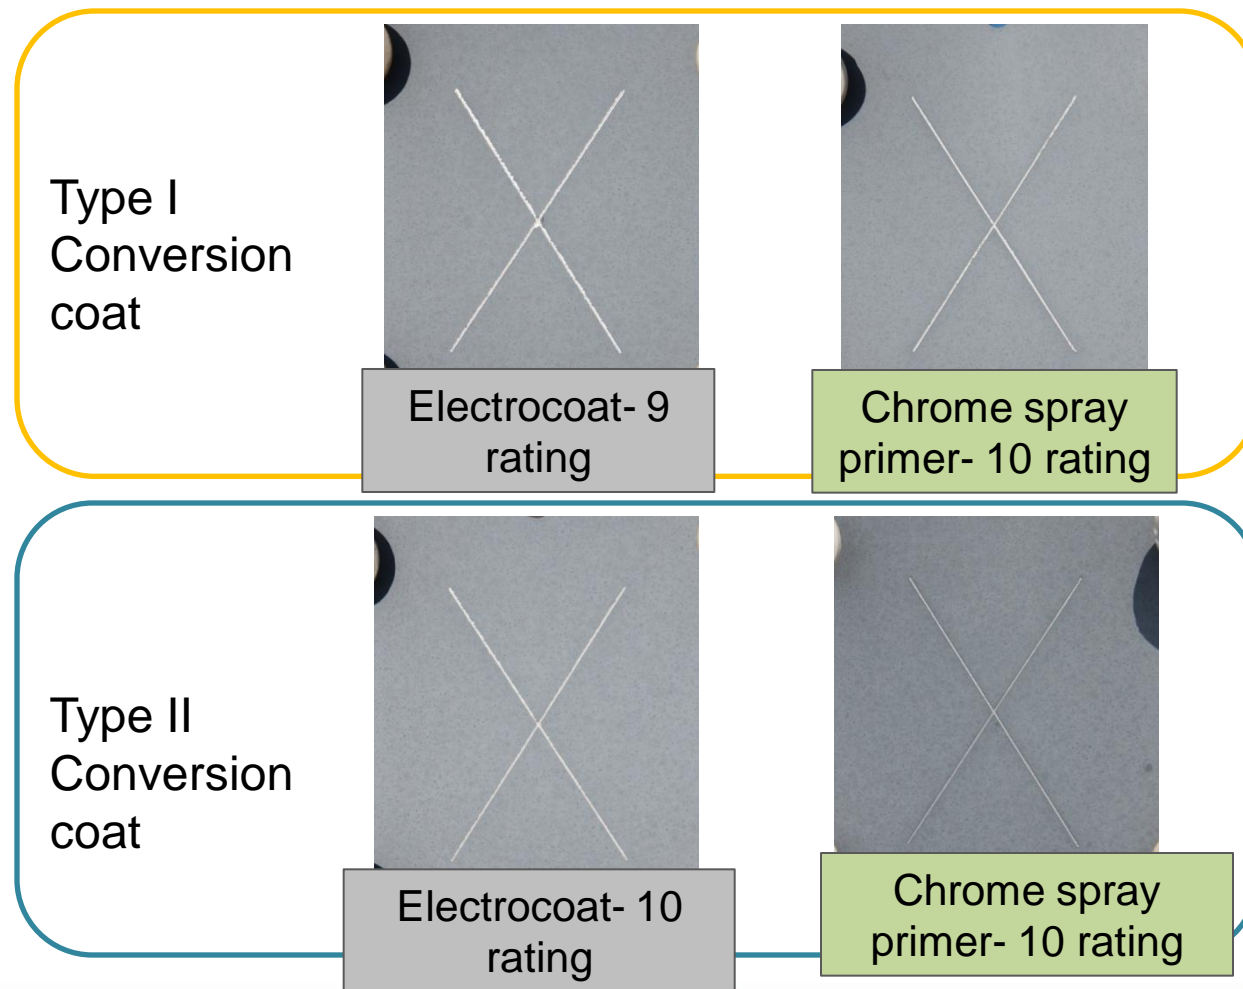 Type I
Conversion
coat
Electrocoat- 9
rating
Chrome spray
primer- 10 rating
Type II
Conversion
coat
Electrocoat- 10
rating
Chrome spray
primer- 10 rating